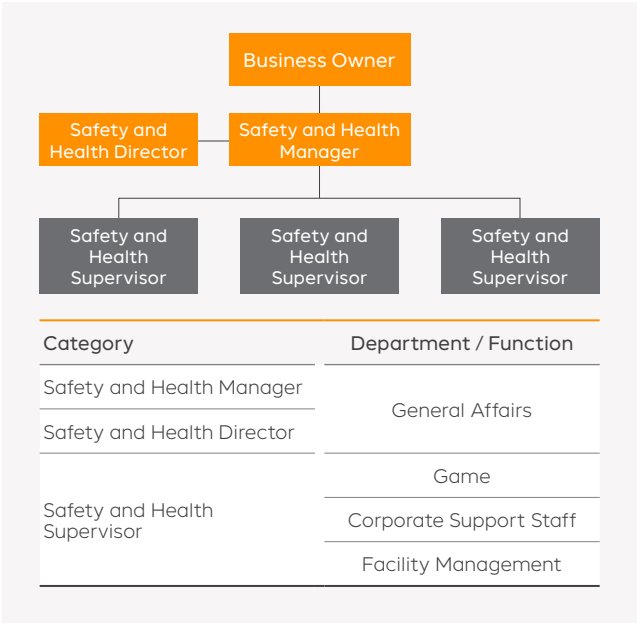 Business Owner
Safety and
Health Director
Safety and Health
Manager
Safety and
Health
Supervisor
Safety and
Health
Supervisor
Safety and
Health
Supervisor
Category
Department / Function
Safety and Health Manager
Safety and Health Director
General Affairs
Safety and Health
Supervisor
Game
Corporate Support Staff
Facility Management